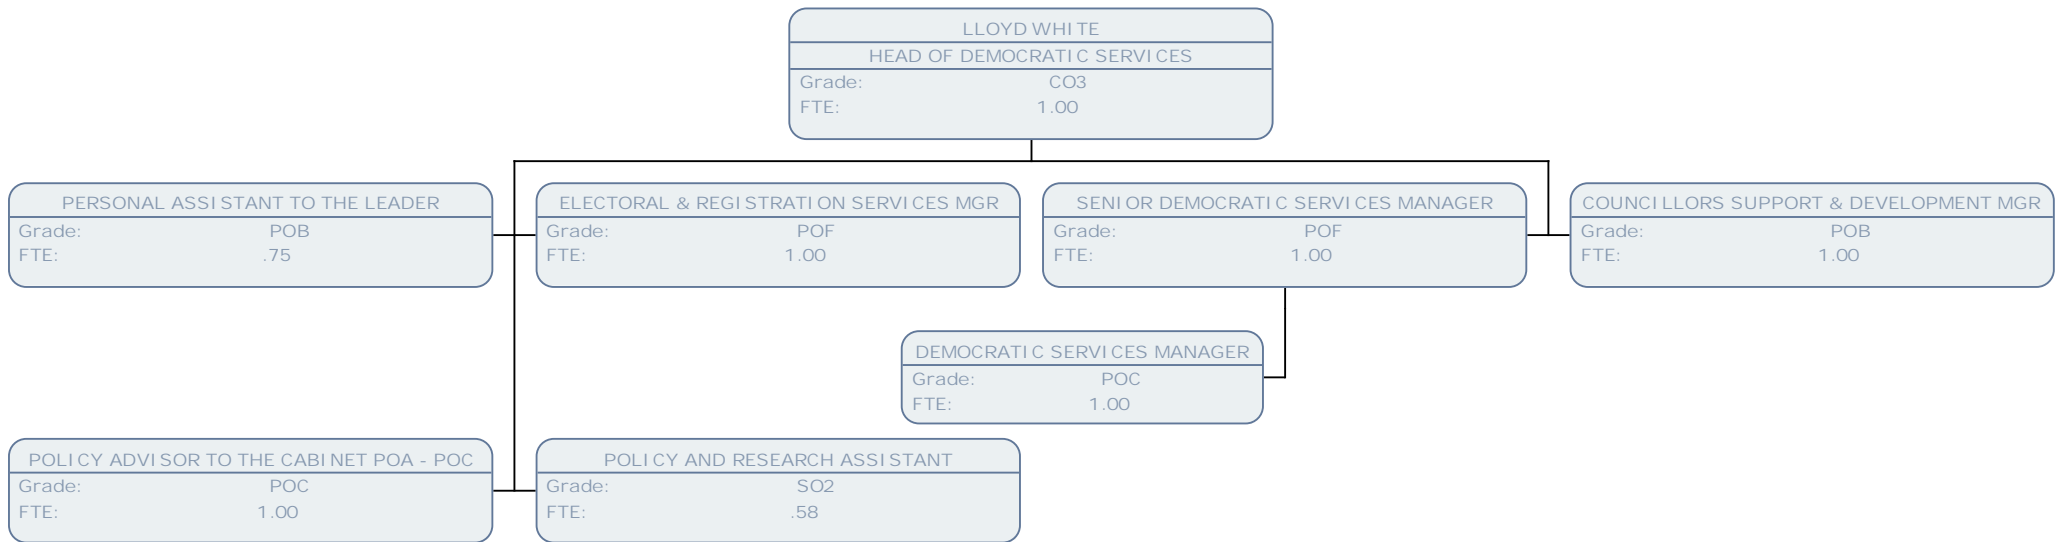 LLOYD WHITE
HEAD OF DEMOCRATIC SERVICES
Grade: CO3
FTE: 1.00
PERSONAL ASSISTANT TO THE LEADER
Grade: POB
FTE: .75
ELECTORAL & REGISTRATION SERVICES MGR
Grade: POF
FTE: 1.00
SENIOR DEMOCRATIC SERVICES MANAGER
Grade: POF
FTE: 1.00
COUNCILLORS SUPPORT & DEVELOPMENT MGR
Grade: POB
FTE: 1.00
DEMOCRATIC SERVICES MANAGER
Grade: POC
FTE: 1.00
POLICY ADVISOR TO THE CABINET POA - POC
Grade: POC
FTE: 1.00
POLICY AND RESEARCH ASSISTANT
Grade: SO2
FTE: .58